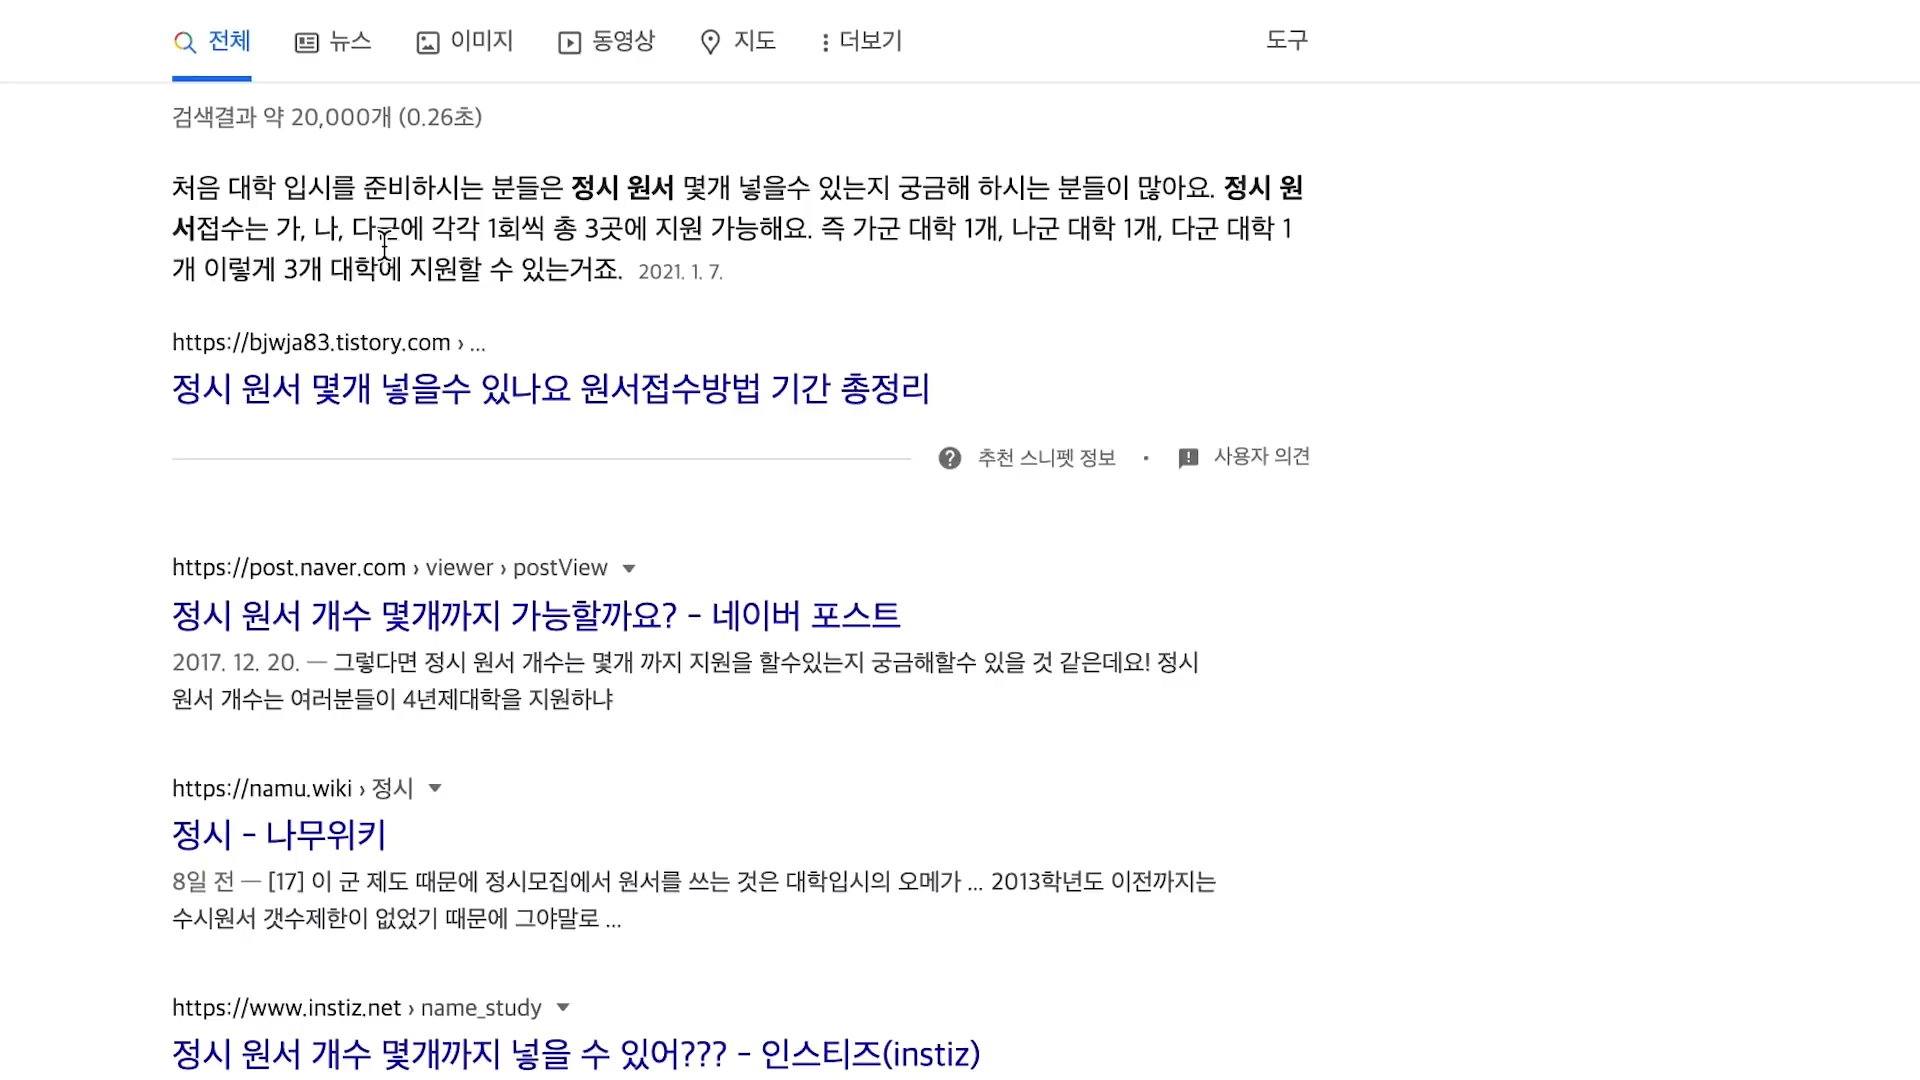 전체 뉴스 이미지 동영상 지도 더보기 도구
검색결과 약 20,000개 (0.26초)
처음 대학 입시를 준비하시는 분들은 정시 원서 몇개 넣을수 있는지 궁금해 하시는 분들이 많아요. 정시 원
서접수는 가, 나, 다군에 각각 1회씩 총 3곳에 지원 가능해요. 즉 가군 대학 1개, 나군 대학 1개, 다군 대학 1
개 이렇게 3개 대학에 지원할 수 있는거죠. 2021. 1. 7.
https://bjwja83.tistory.com › ...
정시 원서 몇개 넣을수 있나요 원서접수방법 기간 총정리
추천 스니펫 정보 · 사용자 의견
https://post.naver.com › viewer › postView
정시 원서 개수 몇개까지 가능할까요? - 네이버 포스트
2017. 12. 20. — 그렇다면 정시 원서 개수는 몇개 까지 지원을 할수있는지 궁금해할수 있을 것 같은데요! 정시
원서 개수는 여러분들이 4년제대학을 지원하냐
https://namu.wiki › 정시
정시 - 나무위키
8일 전 — [17] 이 군 제도 때문에 정시모집에서 원서를 쓰는 것은 대학입시의 오메가 ... 2013학년도 이전까지는
수시원서 갯수제한이 없었기 때문에 그야말로 ...
https://www.instiz.net › name_study
정시 원서 개수 몇개까지 넣을 수 있어??? - 인스티즈(instiz)